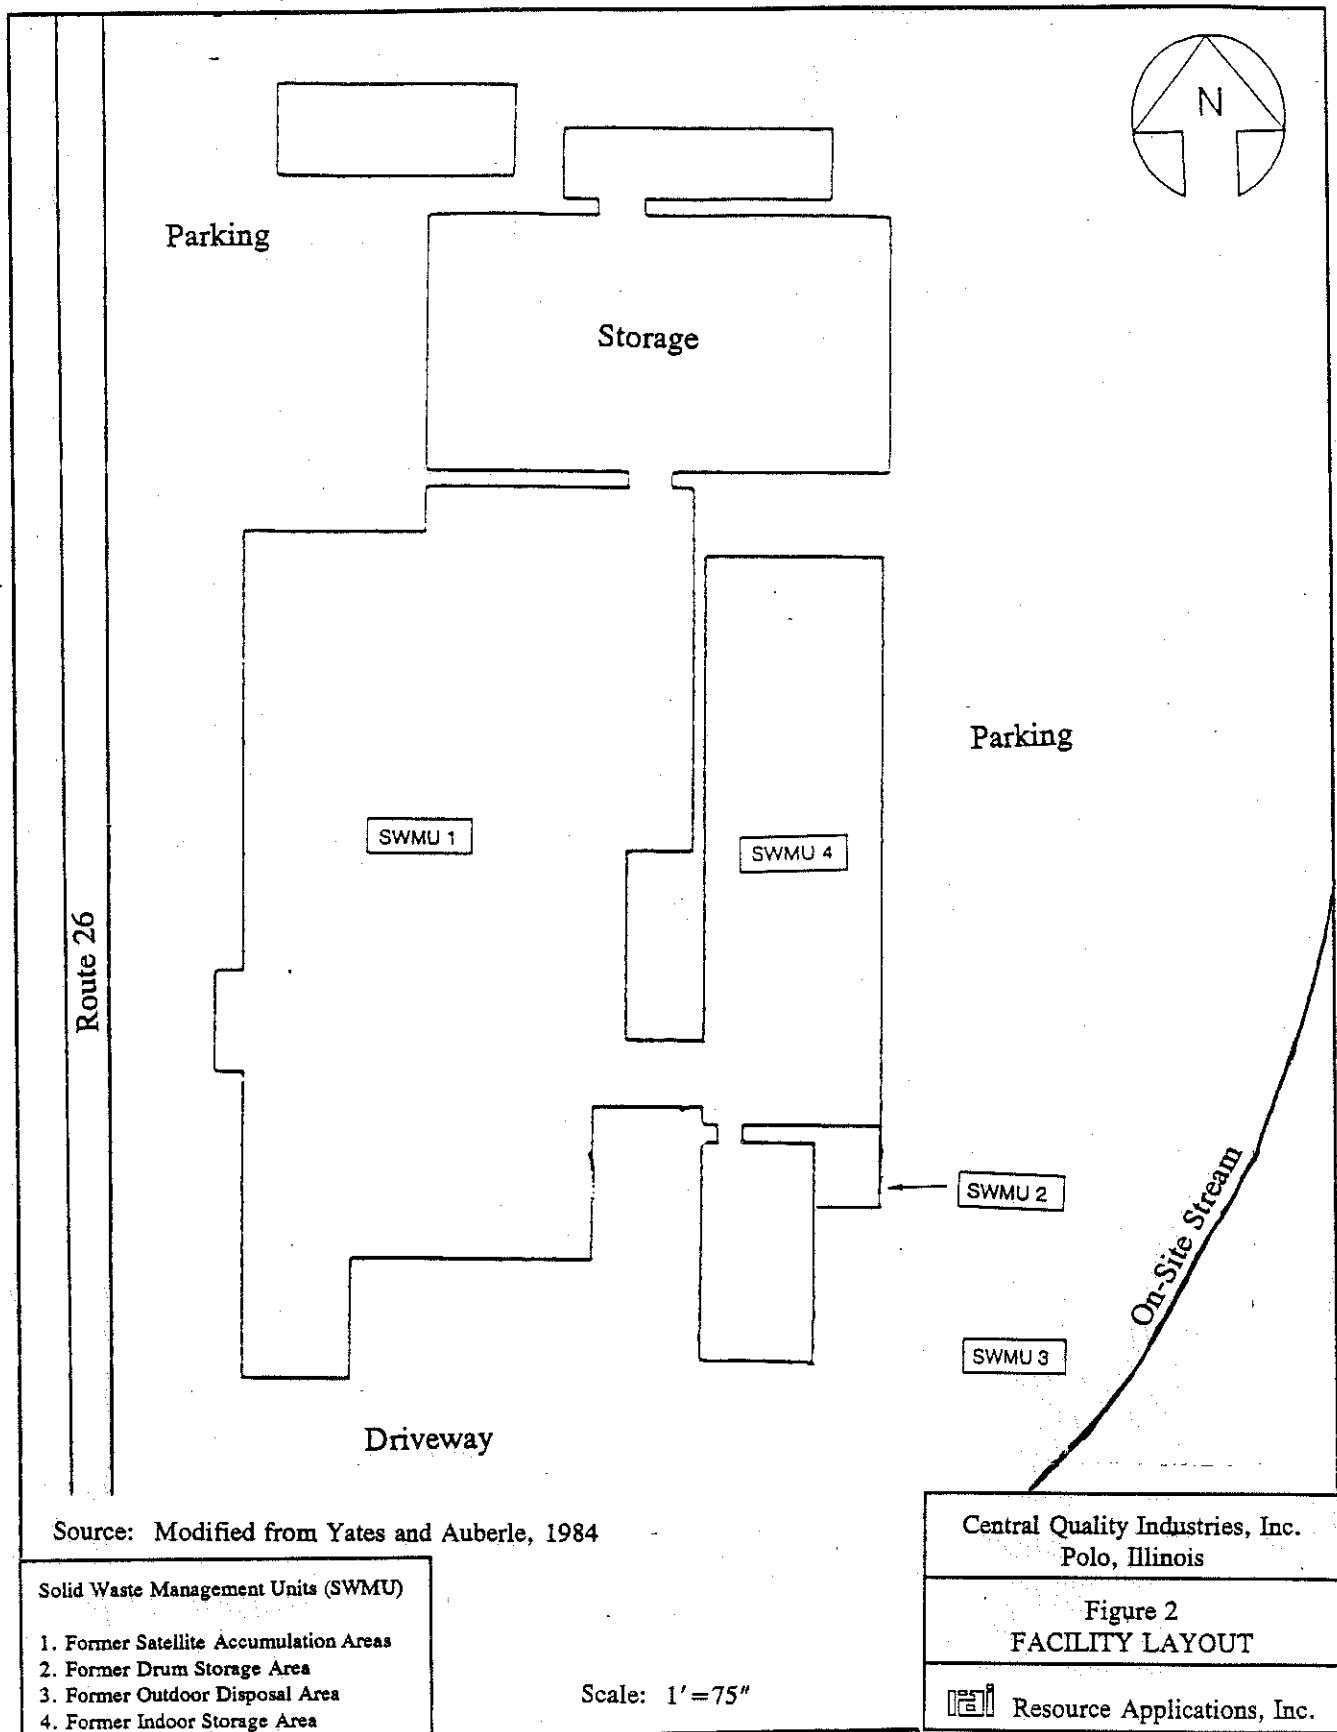 N
Parking
Storage
Parking
SWMU 1
SWMU 4
Route 26
SWMU 2
On-Site Stream
SWMU 3
Driveway
Source: Modified from Yates and Auberle, 1984
Solid Waste Management Units (SWMU)
1. Former Satellite Accumulation Areas
2. Former Drum Storage Area
3. Former Outdoor Disposal Area
4. Former Indoor Storage Area
Scale: 1'=75"
Central Quality Industries, Inc.
Polo, Illinois
Figure 2
FACILITY LAYOUT
rai Resource Applications, Inc.